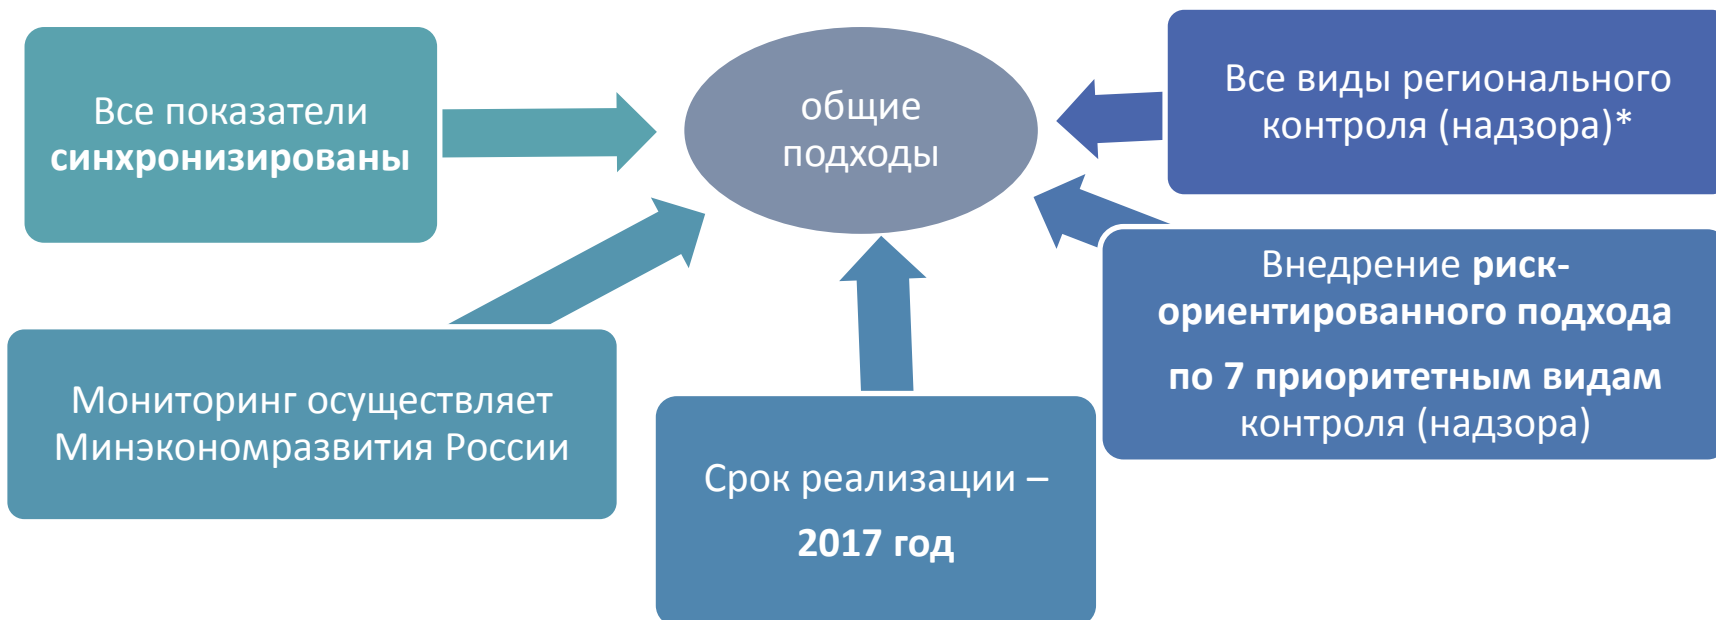 Все показатели
синхронизированы
общие
подходы
Все виды регионального
контроля (надзора)*
Мониторинг осуществляет
Минэкономразвития России
Срок реализации –
2017 год
Внедрение риск-
ориентированного подхода
по 7 приоритетным видам
контроля (надзора)